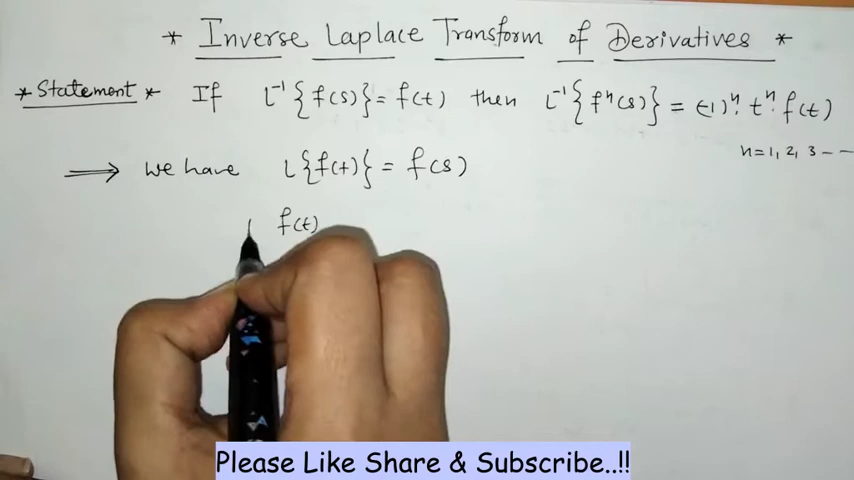 * Inverse Laplace Transform of Derivatives *
* Statement * If L⁻¹{f(s)} = f(t) then L⁻¹{fⁿ(s)} = (-1)ⁿ. tⁿ. f(t)
n=1, 2, 3 - - -
⟹ We have L{f(t)} = f(s)
f(t)
Please Like Share & Subscribe..!!